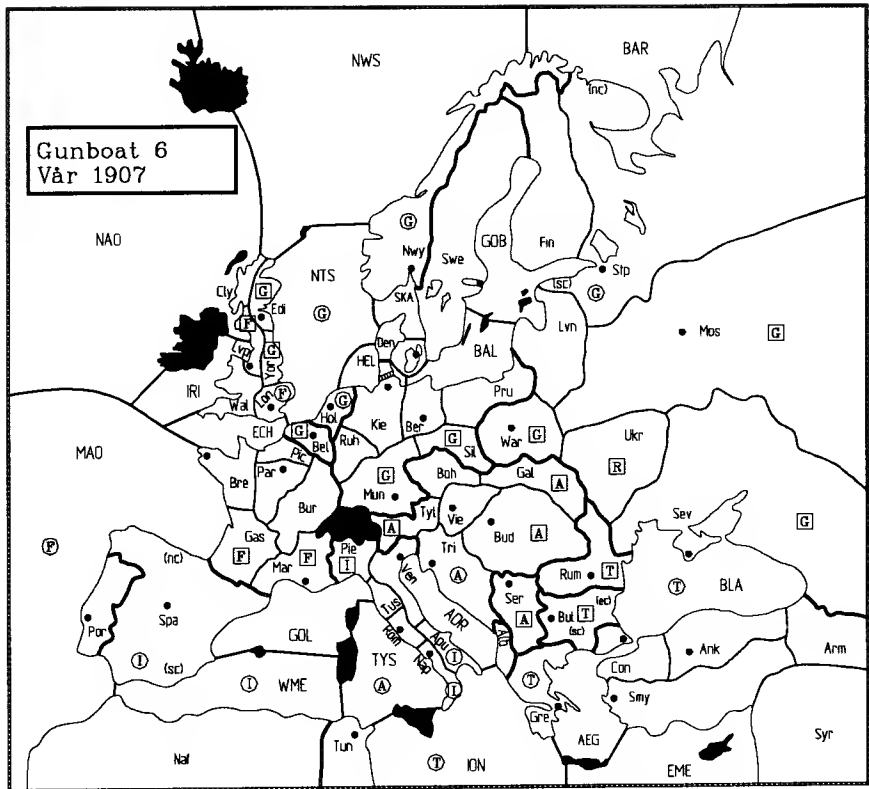 Gunboat 6
Vår 1907
NWS
BAR
(nc)
NAO
NTS
G
Nwy
Swe
GOB
Fin
Stp
(sc)
G
Cly
G
Edi
G
SKA
Lvn
Mos
G
F
Lvp
Yor
G
Den
HEL
BAL
IRI
Wal
Lon
F
Hol
G
Kie
Ber
Pru
War
G
Ukr
R
ECH
G
Bel
Pic
Ruh
Sil
G
MAO
Bre
Par
Bur
Mun
G
Boh
Gal
A
Sev
G
F
(nc)
Gas
F
Mar
F
Pie
I
A
Tyl
Vie
Bud
A
Tri
A
Ven
Rum
T
T
BLA
Por
Spa
I
(sc)
GOL
Tus
Rom
ADR
Ser
A
Bul
T
(ec)
(sc)
Alb
Con
Ank
Arm
I
WME
TYS
A
Apu
I
Nap
I
T
Gre
AEG
Smy
Syr
Naf
Tun
T
ION
EME